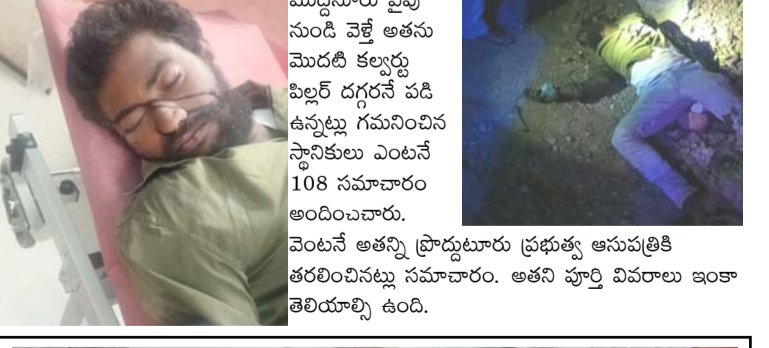 నుండి వెళ్తే అతను
మొదటి కల్వర్టు
పిల్లర్ దగ్గరనే పడి
ఉన్నట్లు గమనించిన
స్థానికులు ఎంటనే
108 సమాచారం
అందించచారు.
వెంటనే అతన్ని ప్రొద్దుటూరు ప్రభుత్వ ఆసుపత్రికి
తరలించినట్లు సమాచారం. అతని పూర్తి వివరాలు ఇంకా
తెలియాల్సి ఉంది.